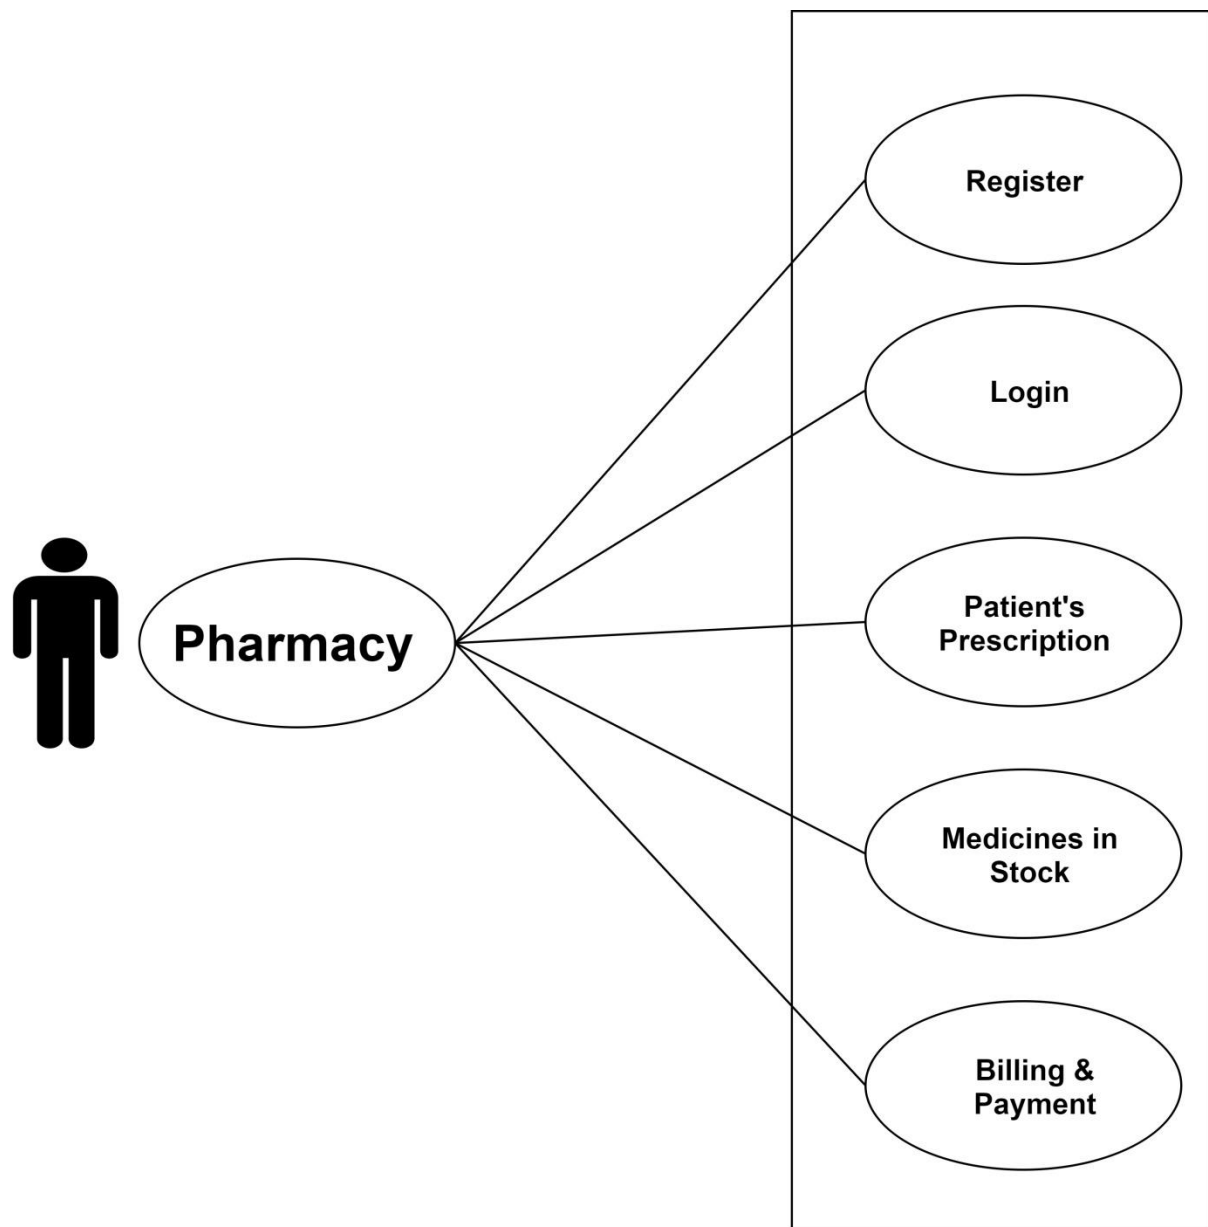 Register
Login
Pharmacy
Patient's
Prescription
Medicines in
Stock
Billing &
Payment